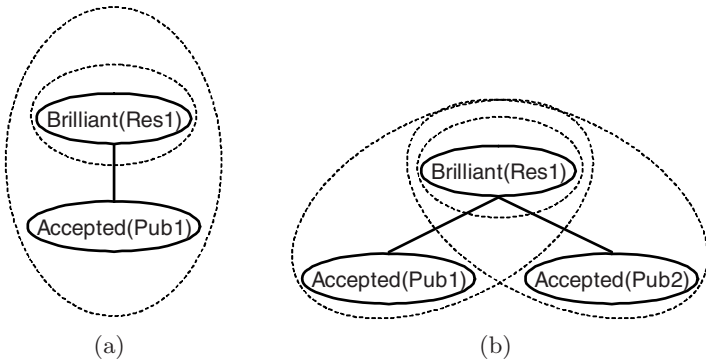 Brilliant(Res1)
Accepted(Pub1)
(a)
Brilliant(Res1)
Accepted(Pub1)
Accepted(Pub2)
(b)